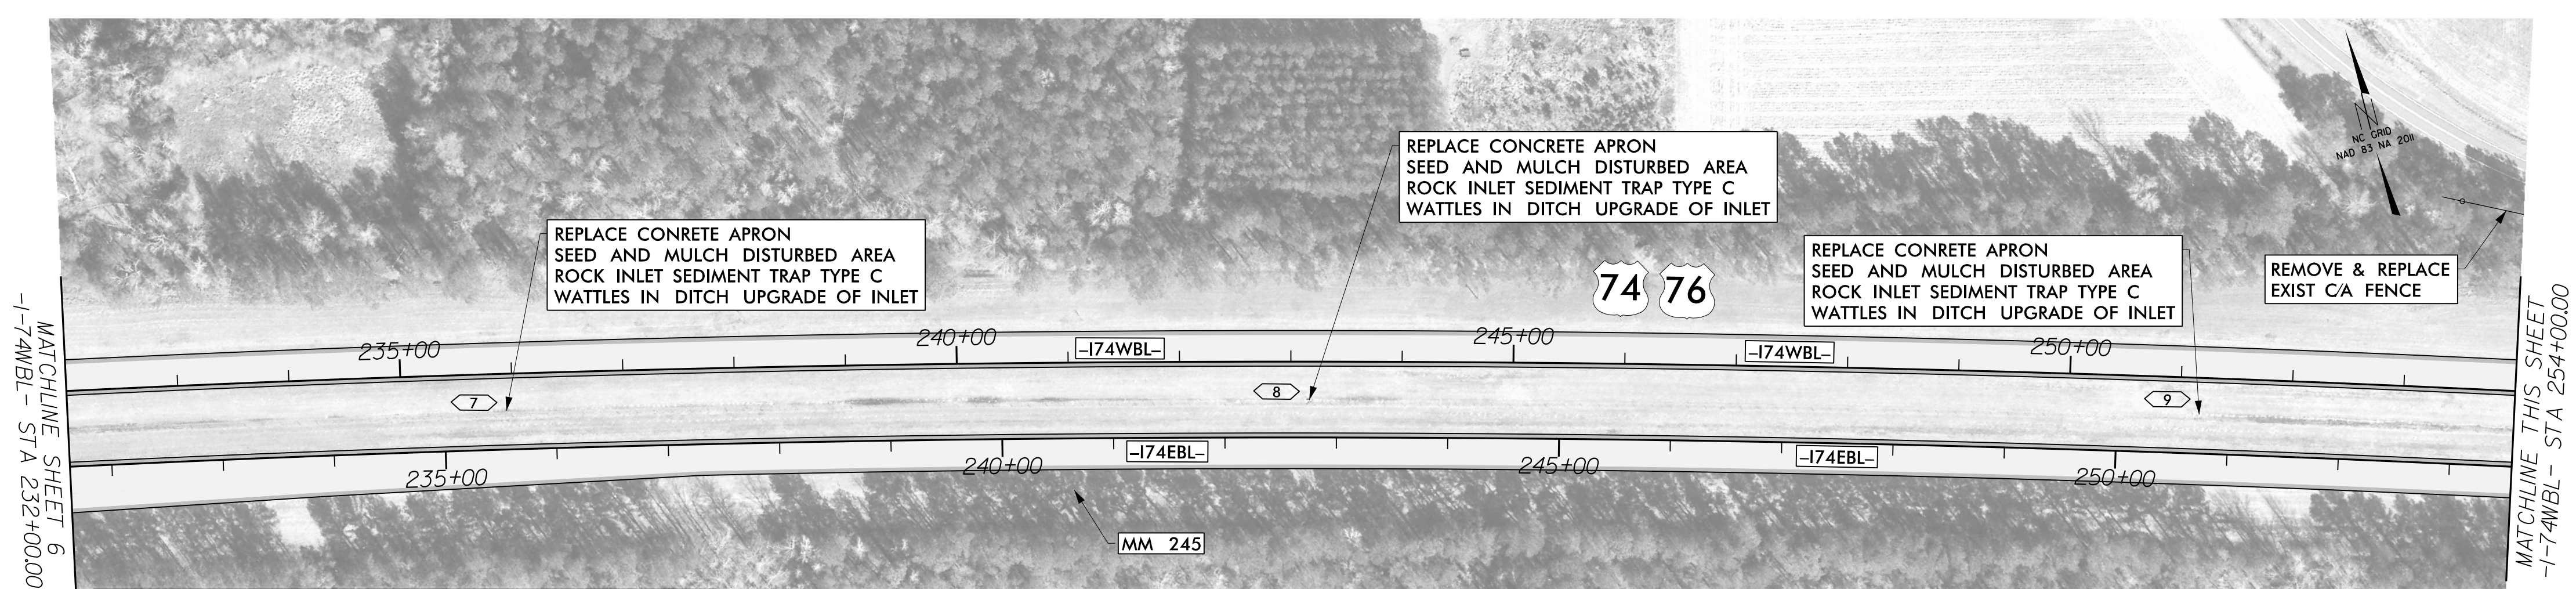 NC GRID
NAD 83 NA 2011
REPLACE CONCRETE APRON
SEED AND MULCH DISTURBED AREA
ROCK INLET SEDIMENT TRAP TYPE C
WATTLES IN DITCH UPGRADE OF INLET
REPLACE CONRETE APRON
SEED AND MULCH DISTURBED AREA
ROCK INLET SEDIMENT TRAP TYPE C
WATTLES IN DITCH UPGRADE OF INLET
REPLACE CONRETE APRON
SEED AND MULCH DISTURBED AREA
ROCK INLET SEDIMENT TRAP TYPE C
WATTLES IN DITCH UPGRADE OF INLET
REMOVE & REPLACE
EXIST C/A FENCE
74 76
235+00
240+00
-I74WBL-
245+00
-I74WBL-
250+00
7
8
9
235+00
240+00
-I74EBL-
245+00
-I74EBL-
250+00
MM 245
MATCHLINE SHEET 6
-I-74WBL- STA 232+00.00
MATCHLINE THIS SHEET
-I-74WBL- STA 254+00.00